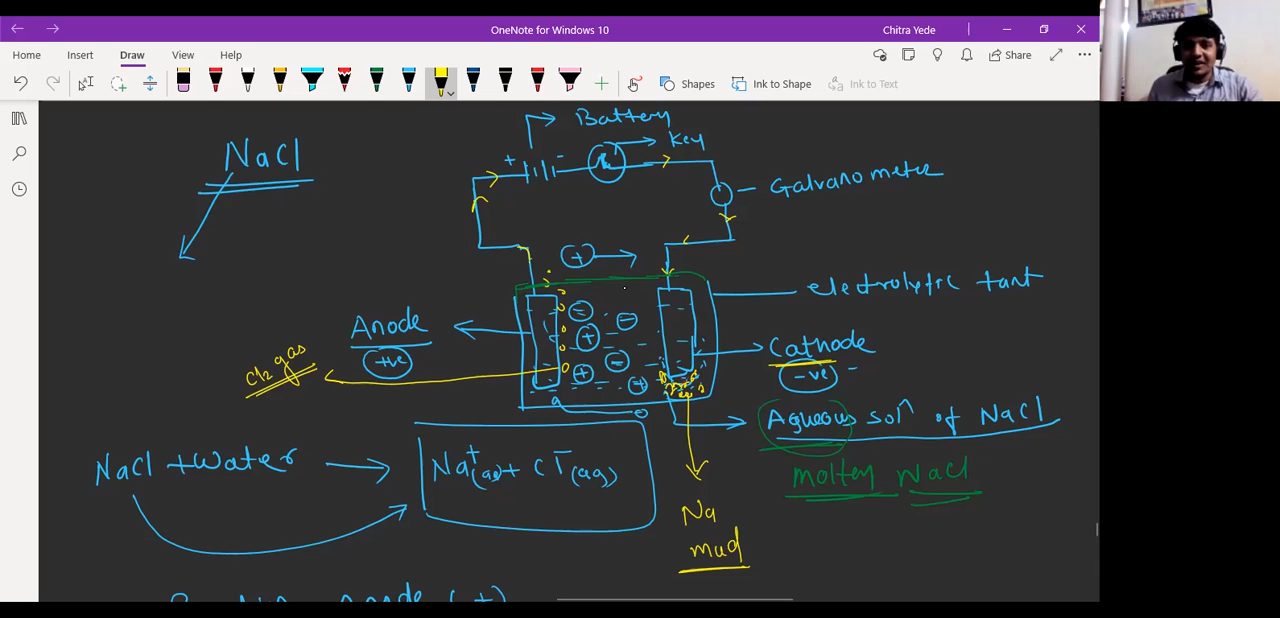 OneNote for Windows 10
Chitra Yede
Home Insert Draw View Help
Share
Shapes
Ink to Shape
Ink to Text
Battery
+ - Key
NaCl
Galvanometer
+
electrolytic tant
Anode
+ve
Cl2 gas
Cathode
-ve
Aqueous soln of NaCl
molten NaCl
NaCl + Water
Na+(aq) + Cl-(aq)
Na
mud
anode (+)